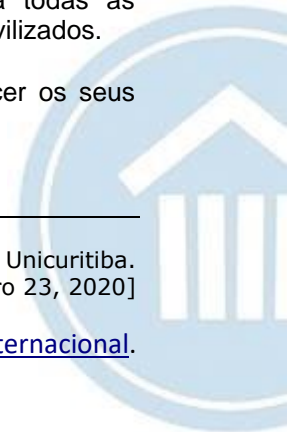 a todas as
vilizados.
cer os seus
Unicuritiba.
ro 23, 2020]
ternacional.